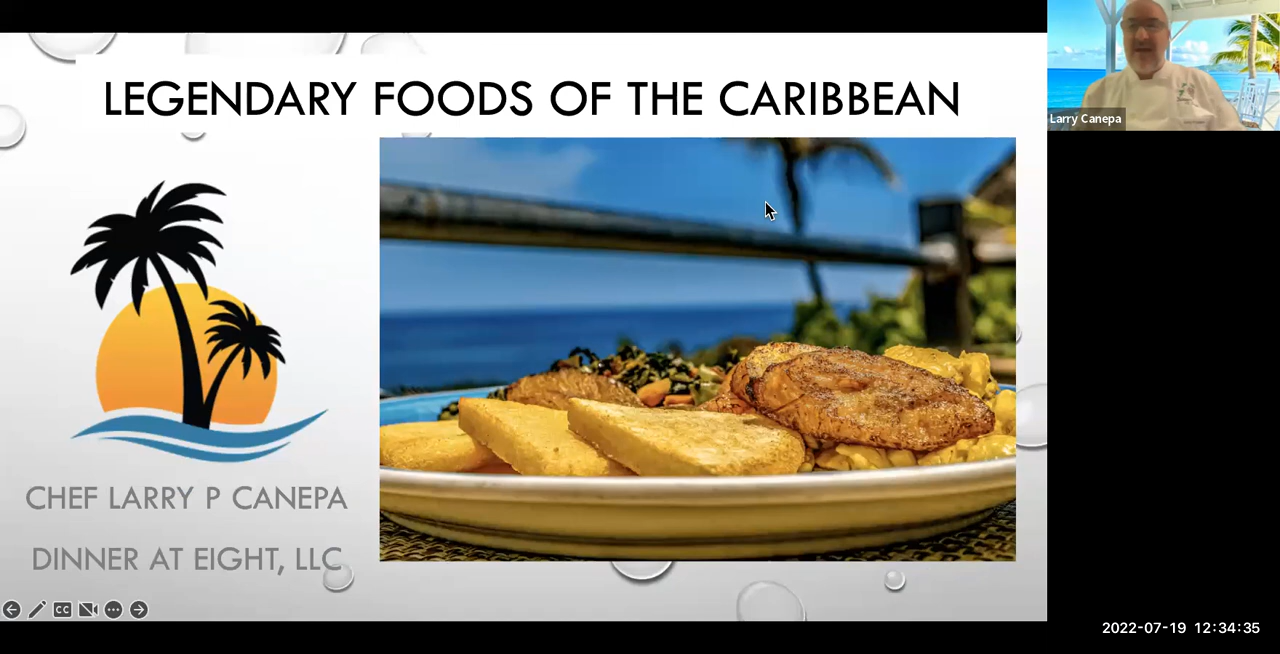 LEGENDARY FOODS OF THE CARIBBEAN
Larry Canepa
CHEF LARRY P CANEPA
DINNER AT EIGHT, LLC
CC
2022-07-19 12:34:35